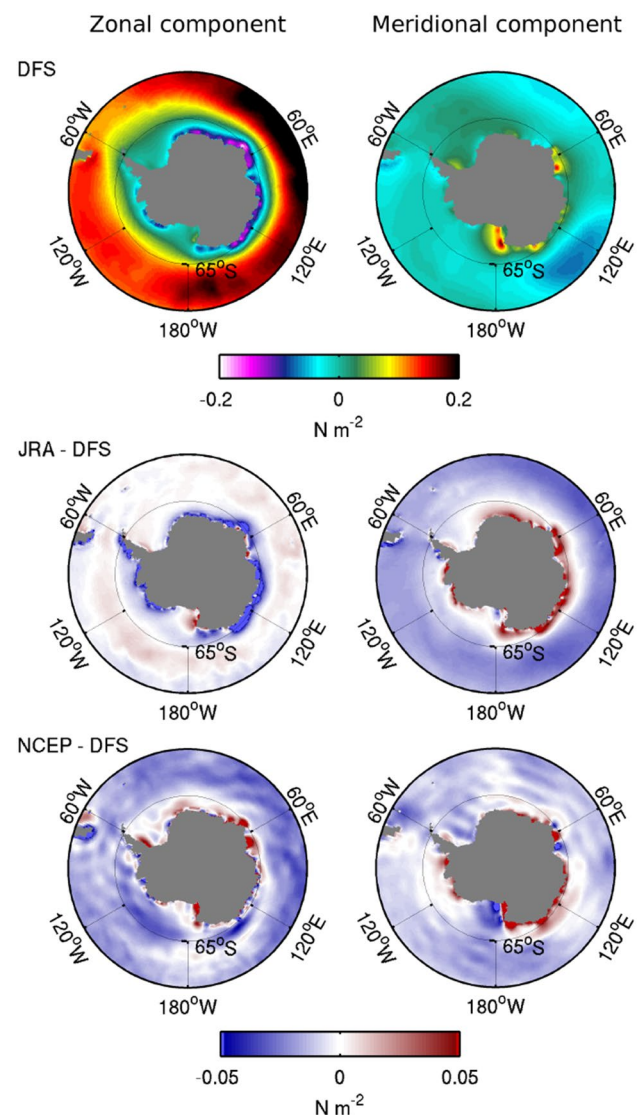 Zonal component Meridional component
DFS
60°W 60°E 60°W 60°E
120°W 65°S 120°E 120°W 65°S 120°E
180°W 180°W
-0.2 0 0.2
N m-2
JRA - DFS
60°W 60°E 60°W 60°E
120°W 65°S 120°E 120°W 65°S 120°E
180°W 180°W
NCEP - DFS
60°W 60°E 60°W 60°E
120°W 65°S 120°E 120°W 65°S 120°E
180°W 180°W
-0.05 0 0.05
N m-2